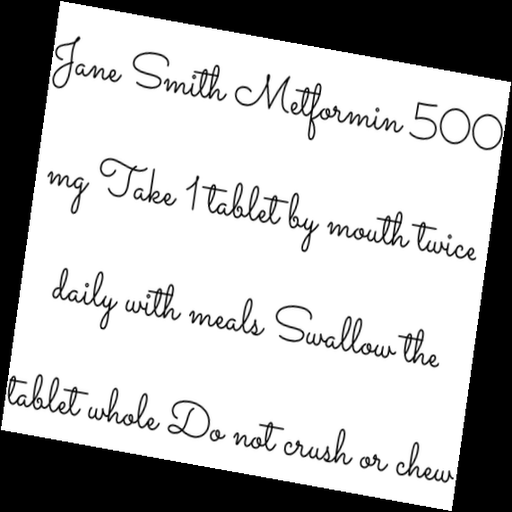 Jane Smith Metformin 500
mg Take 1 tablet by mouth twice
daily with meals Swallow the
tablet whole Do not crush or chew